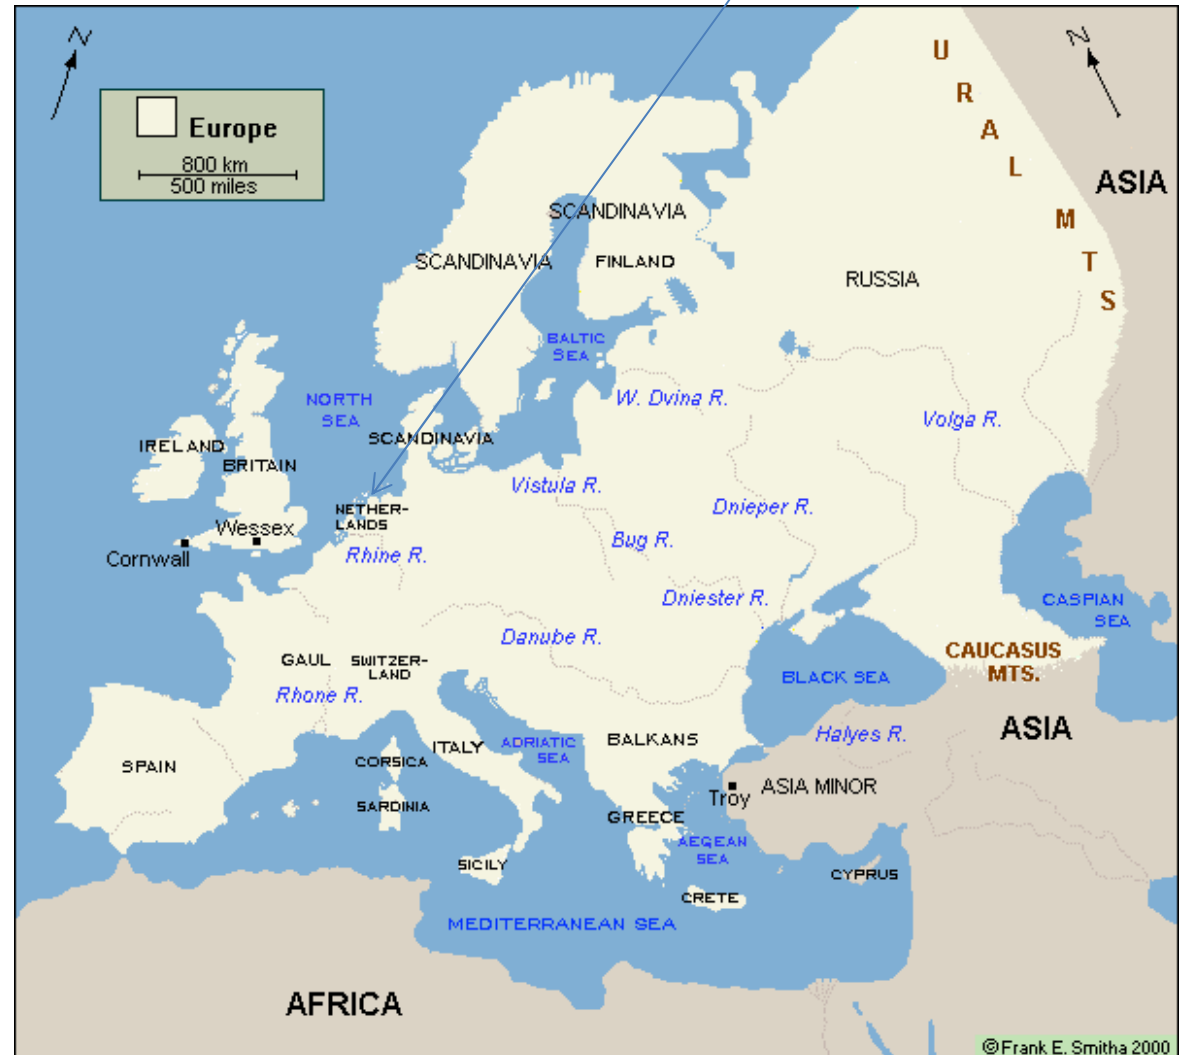 N
N
U
R
A
L
M
T
S
Europe
800 km
500 miles
ASIA
SCANDINAVIA
SCANDINAVIA
FINLAND
RUSSIA
BALTIC
SEA
NORTH
SEA
W. Dvina R.
Volga R.
SCANDINAVIA
IRELAND
BRITAIN
Vistula R.
NETHER-
LANDS
Dnieper R.
Wessex
Cornwall
Rhine R.
Bug R.
Dniester R.
CASPIAN
SEA
Danube R.
GAUL
SWITZER-
LAND
CAUCASUS
MTS.
BLACK SEA
Rhone R.
ASIA
Halyes R.
ITALY
ADRIATIC
SEA
BALKANS
CORSICA
SPAIN
SARDINIA
Troy
ASIA MINOR
GREECE
AEGEAN
SEA
SICILY
CYPRUS
CRETE
MEDITERRANEAN SEA
AFRICA
©Frank E. Smitha 2000